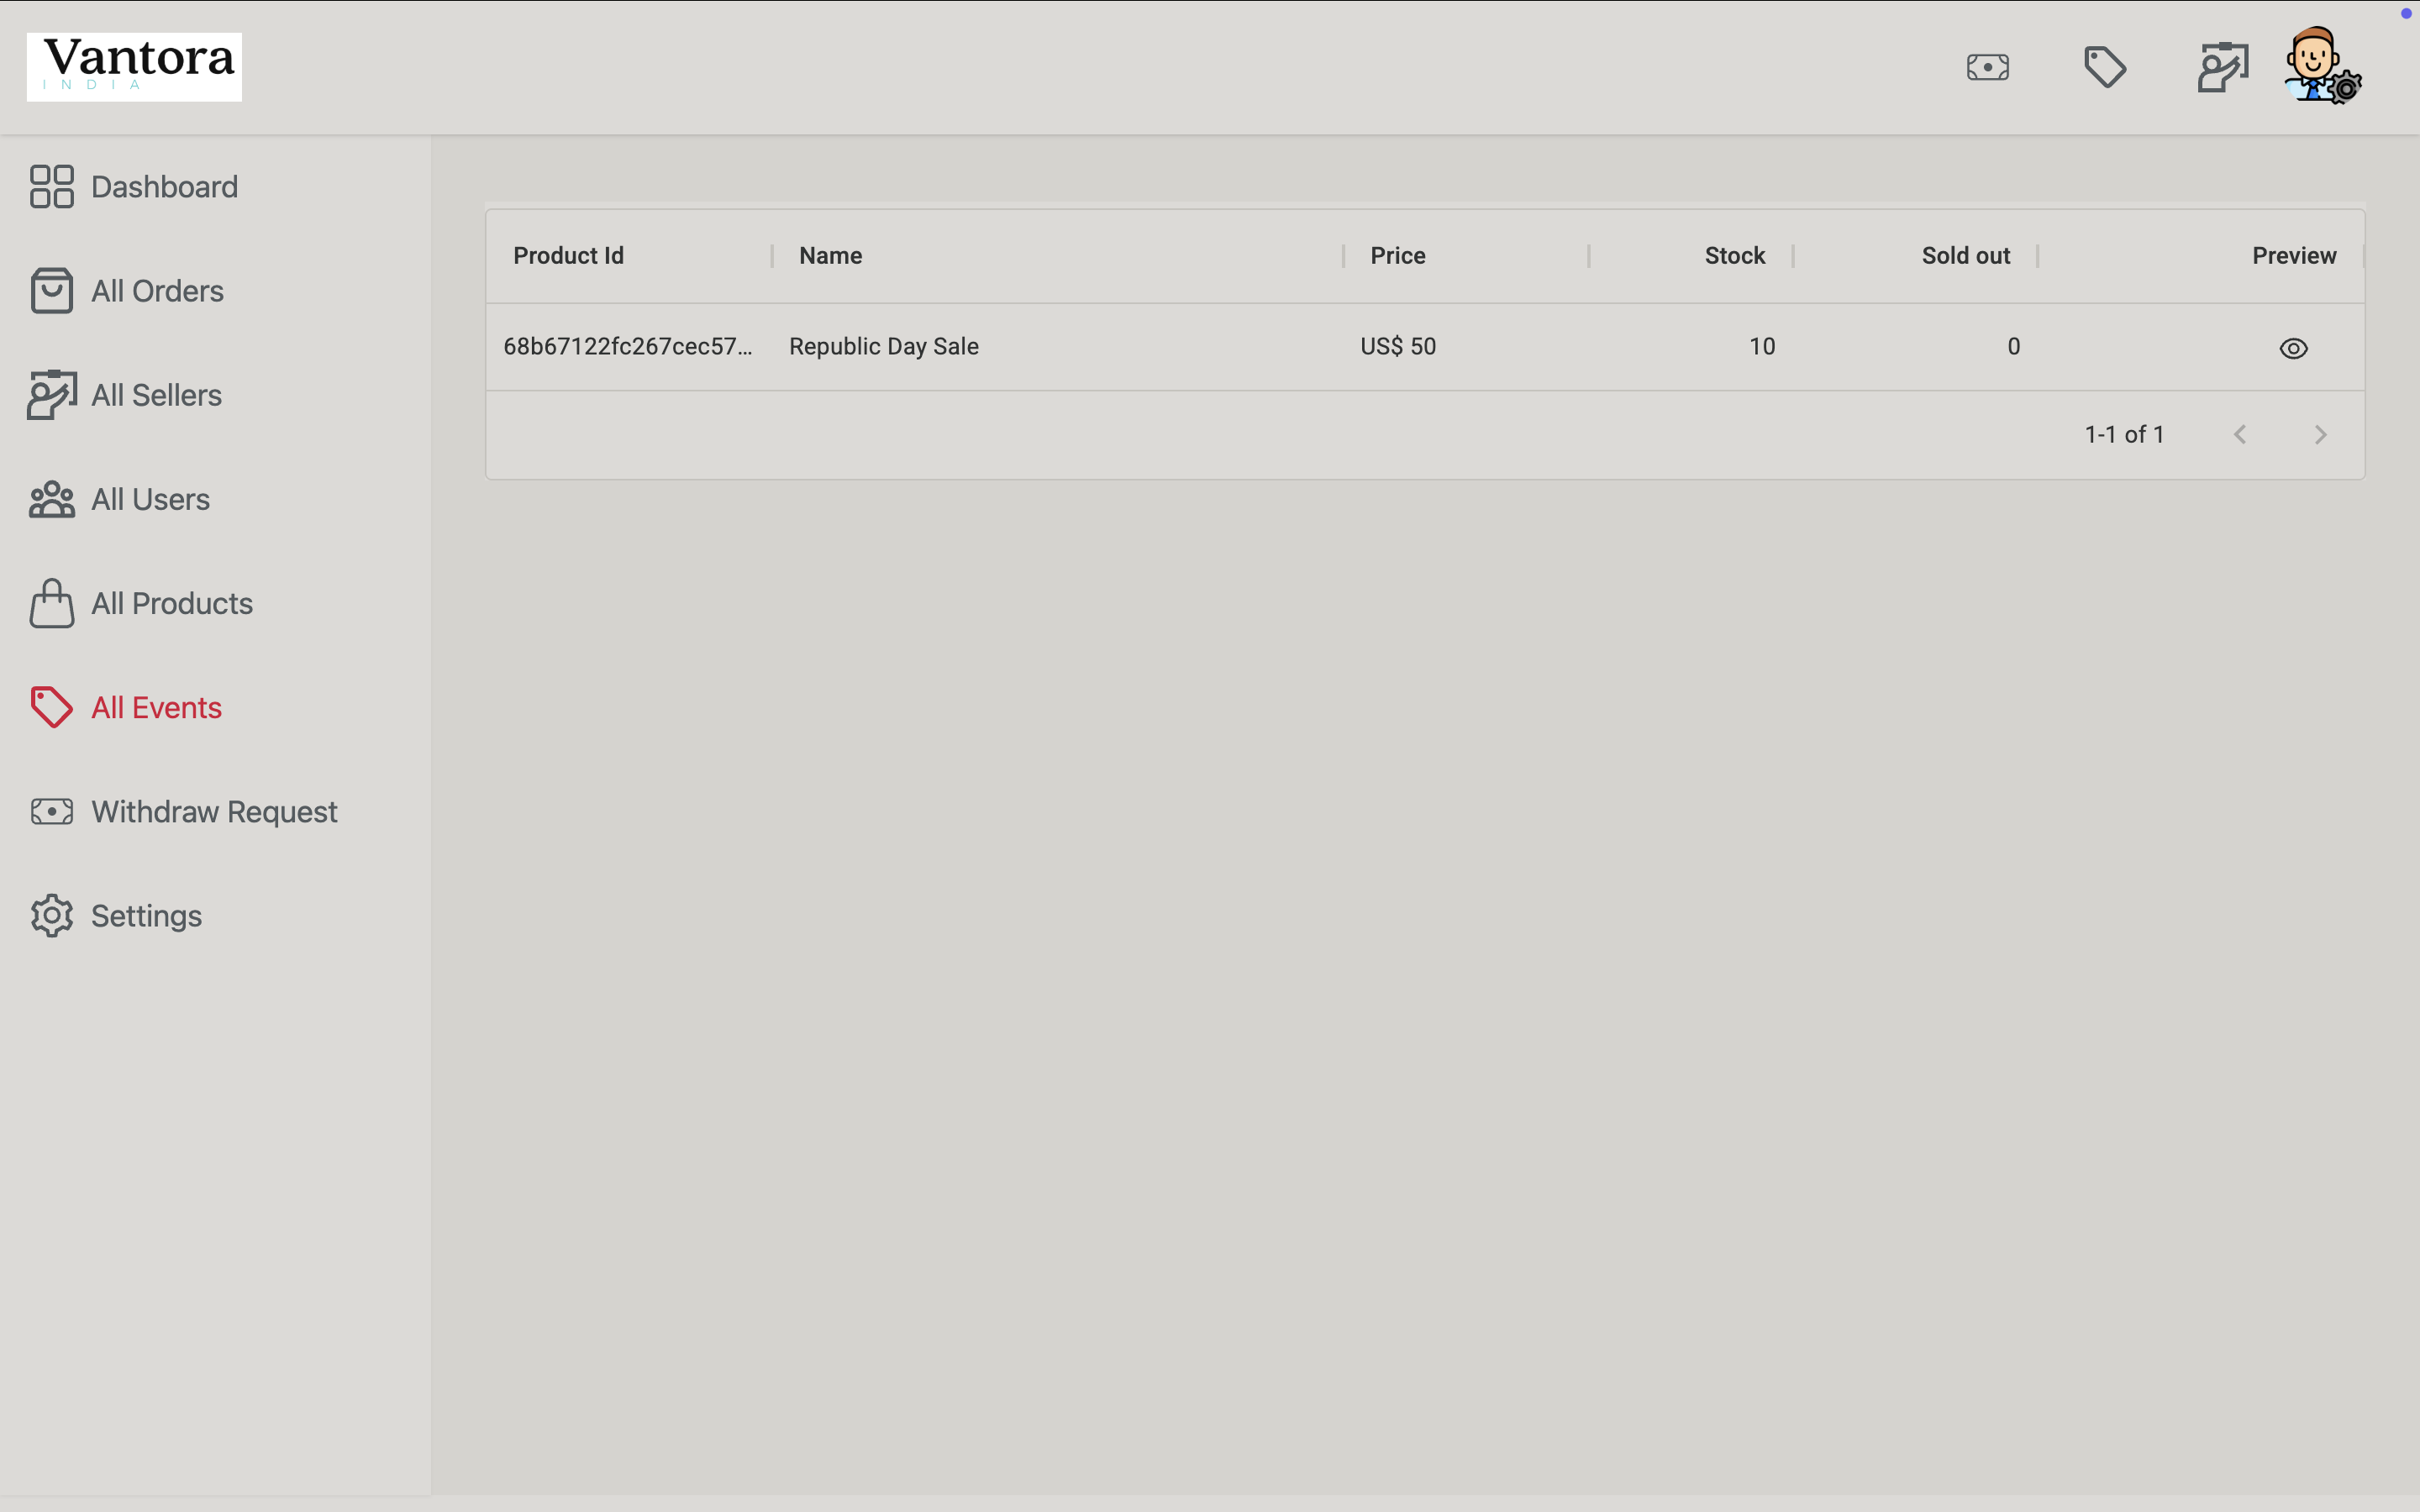 Vantora
INDIA
Dashboard
All Orders
All Sellers
All Users
All Products
All Events
Withdraw Request
Settings
Product Id Name Price Stock Sold out Preview
68b67122fc267cec57... Republic Day Sale US$ 50 10 0
1-1 of 1